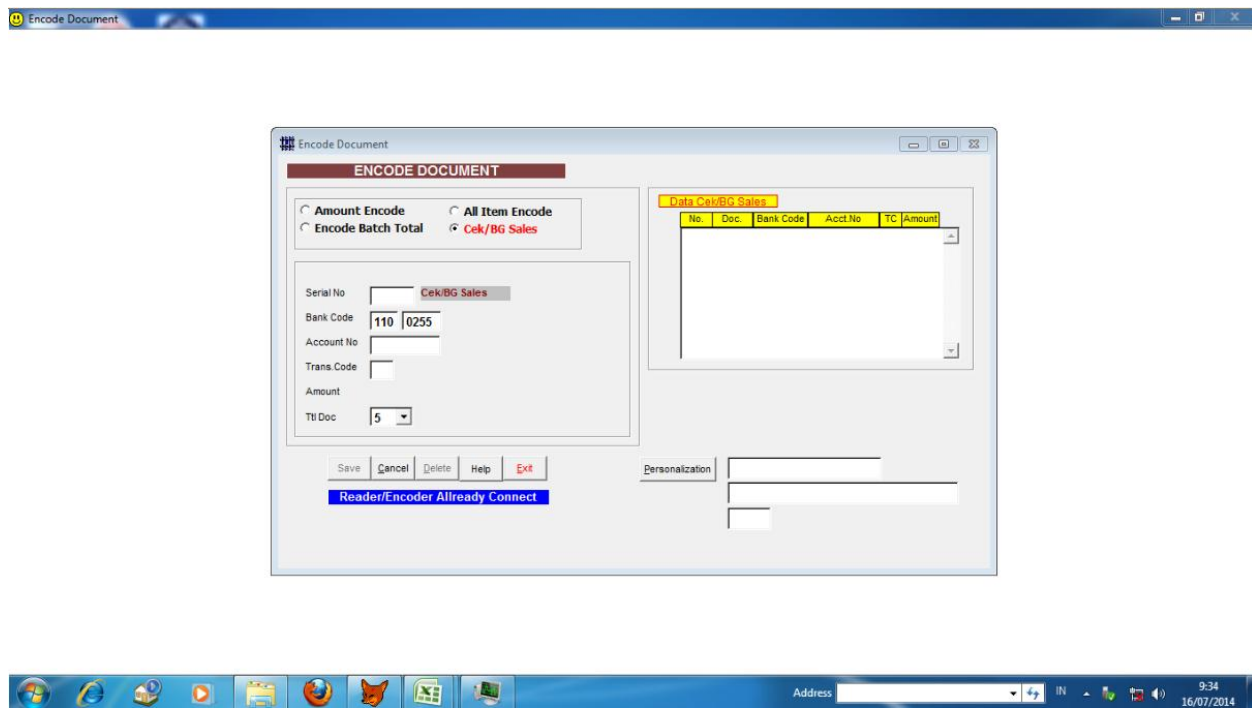 Encode Document
Encode Document
ENCODE DOCUMENT
Amount Encode
All Item Encode
Encode Batch Total
Cek/BG Sales
Data Cek/BG Sales
No. Doc. Bank Code Acct.No TC Amount
Serial No
Cek/BG Sales
Bank Code 110 0255
Account No
Trans.Code
Amount
Ttl Doc 5
Save Cancel Delete Help Exit
Personalization
Reader/Encoder Allready Connect
Address
IN
9:34
16/07/2014